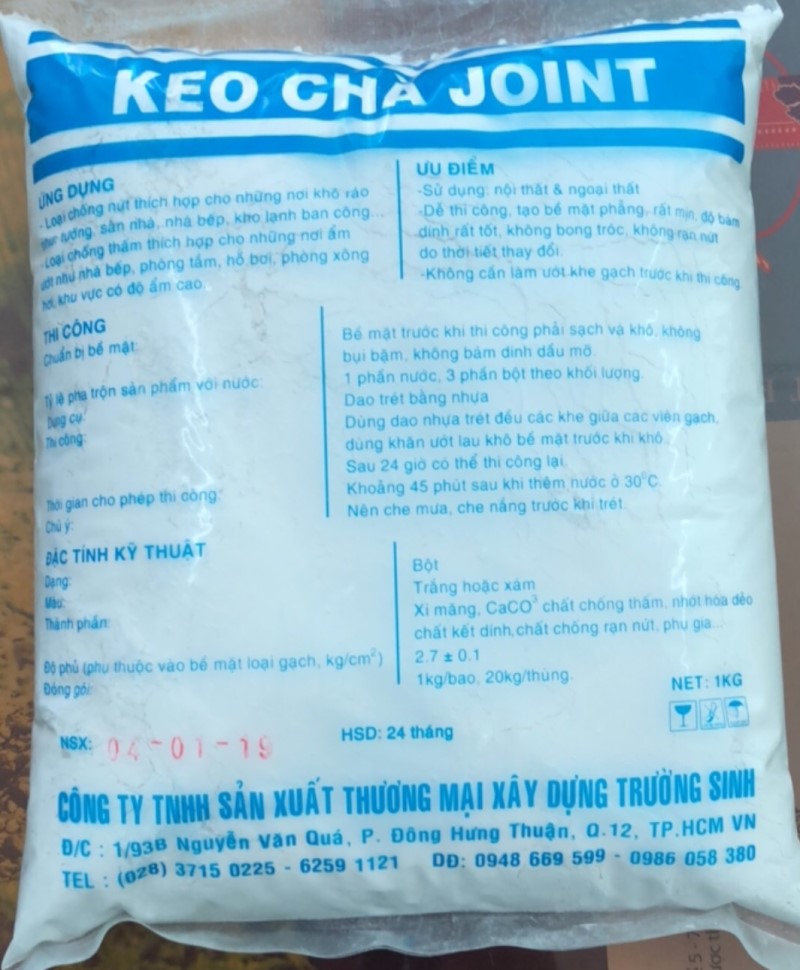 KEO CHÀ JOINT
ỨNG DỤNG
- Loại chống nứt thích hợp cho những nơi khô ráo
như: tường, sân nhà, nhà bếp, kho lạnh ban công...
- Loại chống thấm thích hợp cho những nơi ẩm
ướt như nhà bếp, phòng tắm, hồ bơi, phòng xông
hơi, khu vực có độ ẩm cao.
ƯU ĐIỂM
-Sử dụng: nội thất & ngoại thất
-Dễ thi công, tạo bề mặt phẳng, rất mịn, độ bám
dính rất tốt, không bong tróc, không rạn nứt
do thời tiết thay đổi.
-Không cần làm ướt khe gạch trước khi thi công.
THI CÔNG
Chuẩn bị bề mặt:
Bề mặt trước khi thi công phải sạch và khô, không
bụi bậm, không bám dính dầu mỡ.
Tỷ lệ pha trộn sản phẩm với nước:
1 phần nước, 3 phần bột theo khối lượng.
Dụng cụ:
Dao trét bằng nhựa
Thi công:
Dùng dao nhựa trét đều các khe giữa các viên gạch,
dùng khăn ướt lau khô bề mặt trước khi khô.
Sau 24 giờ có thể thi công lại.
Thời gian cho phép thi công:
Khoảng 45 phút sau khi thêm nước ở 30°C
Chú ý:
Nên che mưa, che nắng trước khi trét.
ĐẶC TÍNH KỸ THUẬT
Dạng:
Bột
Màu:
Trắng hoặc xám
Thành phần:
Xi măng, CaCO³ chất chống thấm, nhớt hóa dẻo
chất kết dính, chất chống rạn nứt, phụ gia...
Độ phủ (phụ thuộc vào bề mặt loại gạch, kg/cm²)
2.7 ± 0.1
Đóng gói:
1kg/bao, 20kg/thùng.
NET: 1KG
NSX: 04-01-19
HSD: 24 tháng
CÔNG TY TNHH SẢN XUẤT THƯƠNG MẠI XÂY DỰNG TRƯỜNG SINH
Đ/C : 1/93B Nguyễn Văn Quá, P. Đông Hưng Thuận, Q.12, TP.HCM VN
TEL : (028) 3715 0225 - 6259 1121 DĐ: 0948 669 599 - 0986 058 380